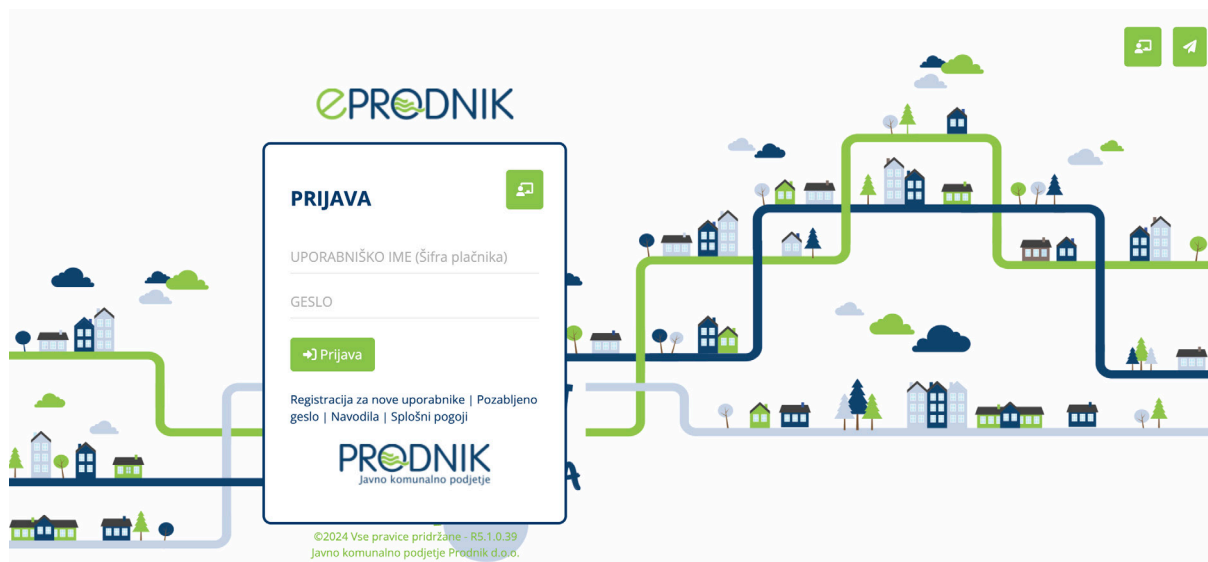 ePRODNIK
PRIJAVA
UPORABNIŠKO IME (Šifra plačnika)
GESLO
Prijava
Registracija za nove uporabnike | Pozabljeno
geslo | Navodila | Splošni pogoji
PRODNIK
Javno komunalno podjetje
©2024 Vse pravice pridržane - R5.1.0.39
Javno komunalno podjetje Prodnik d.o.o.